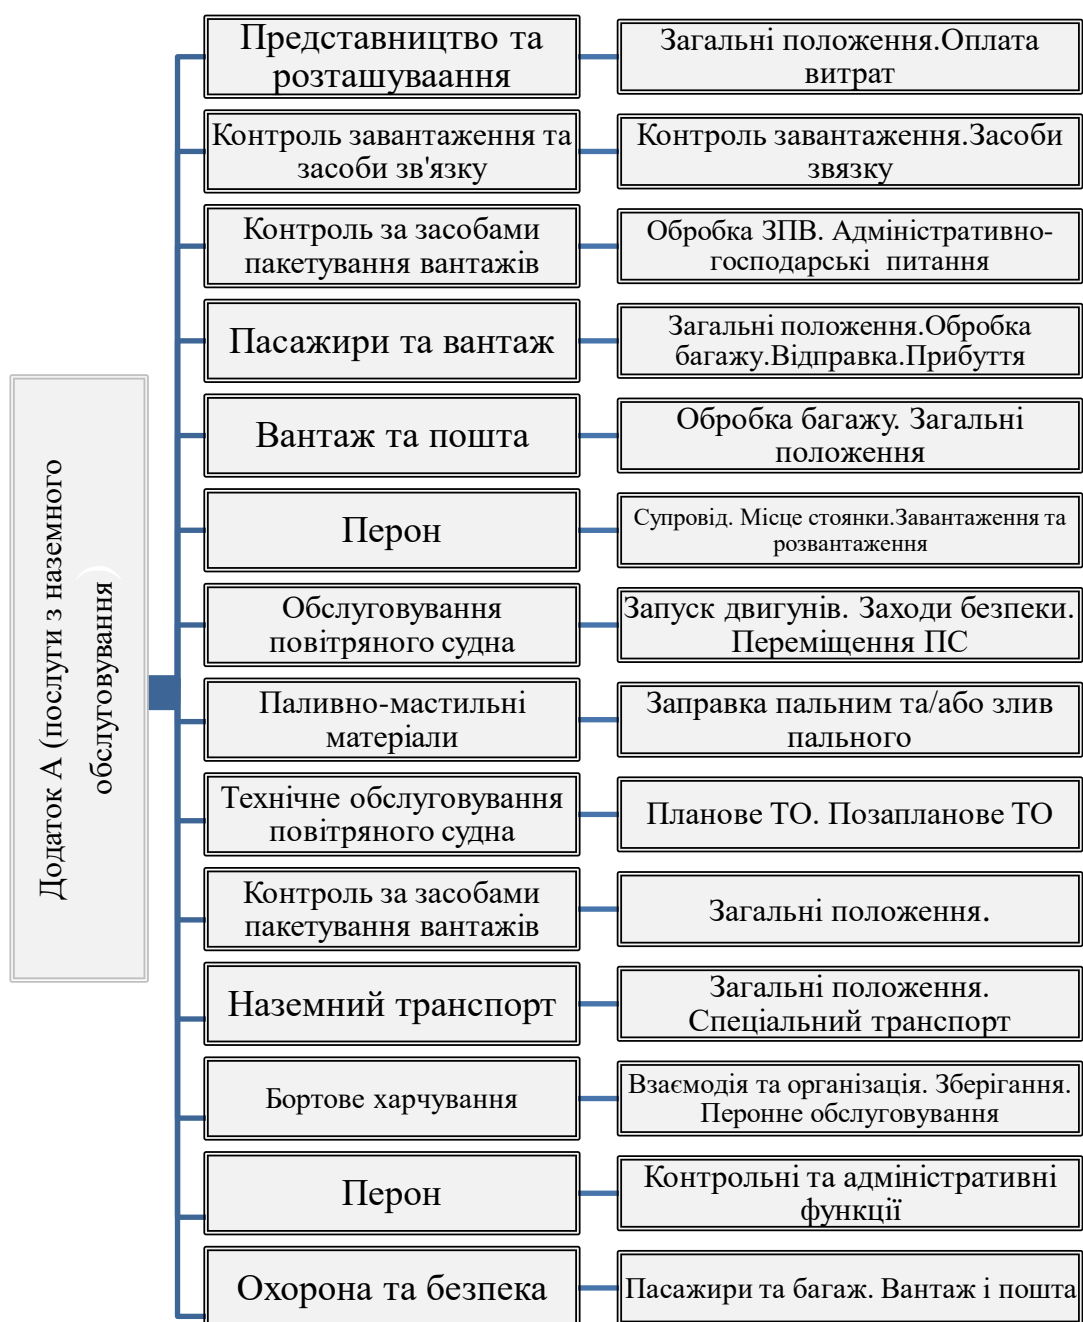 Додаток А (послуги з наземного
обслуговування)
Представництво та
розташуваання
Загальні положення.Оплата
витрат
Контроль завантаження та
засоби зв'язку
Контроль завантаження.Засоби
звязку
Контроль за засобами
пакетування вантажів
Обробка ЗПВ. Адміністративно-
господарські  питання
Пасажири та вантаж
Загальні положення.Обробка
багажу.Відправка.Прибуття
Вантаж та пошта
Обробка багажу. Загальні
положення
Перон
Супровід. Місце стоянки.Завантаження та
розвантаження
Обслуговування
повітряного судна
Запуск двигунів. Заходи безпеки.
Переміщення ПС
Паливно-мастильні
матеріали
Заправка пальним та/або злив
пального
Технічне обслуговування
повітряного судна
Планове ТО. Позапланове ТО
Контроль за засобами
пакетування вантажів
Загальні положення.
Наземний транспорт
Загальні положення.
Спеціальний транспорт
Бортове харчування
Взаємодія та організація. Зберігання.
Перонне обслуговування
Перон
Контрольні та адміністративні
функції
Охорона та безпека
Пасажири та багаж. Вантаж і пошта